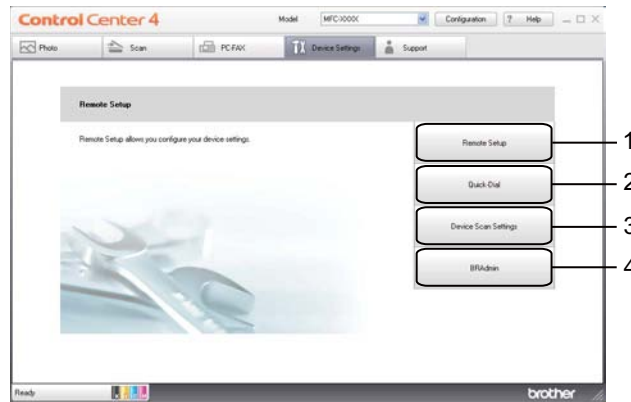 Control Center 4 Model MFC-XXXX Configuration ? Help
Photo Scan PC-FAX Device Settings Support
Remote Setup
Remote Setup allows you configure your device settings.
Remote Setup 1
Quick-Dial 2
Device Scan Settings 3
BRAdmin 4
Ready brother